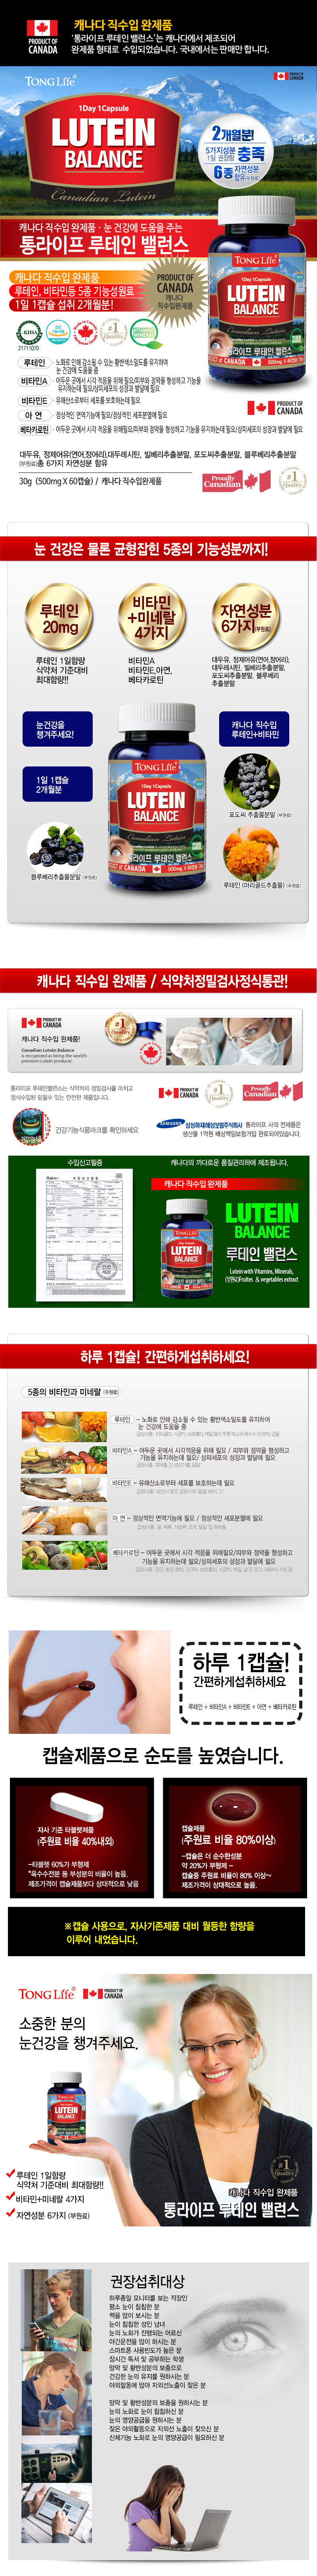 PRODUCT OF
CANADA
캐나다 직수입 완제품
'통라이프 루테인 밸런스'는 캐나다에서 제조되어
완제품 형태로 수입되었습니다. 국내에서는 판매만 합니다.
TONG Life
PRODUCT OF
CANADA
1Day 1Capsule
LUTEIN
BALANCE
Canadian Lutein
2개월분!
5가지성분
1일 권장량 충족
6종 자연성분
함유(부원료)
캐나다 직수입 완제품 · 눈 건강에 도움을 주는
통라이프 루테인 밸런스
캐나다 직수입 완제품
루테인, 비타민등 5종 기능성원료
1일 1캡슐 섭취 2개월분!
PRODUCT OF
CANADA
캐나다
직수입완제품
TONG Life
1Day 1Capsule
LUTEIN
BALANCE
Canadian Lutein
통라이프 루테인 밸런스
PRODUCT OF CANADA 500mg X 60캡슐
KHSA
21711070
#1
Quality
루테인 · 노화로 인해 감소될 수 있는 황반색소밀도를 유지하여
눈 건강에 도움을 줌
비타민A · 어두운 곳에서 시각 적응을 위해 필요/피부와 점막을 형성하고 기능을
유지하는데 필요/상피세포의 성장과 발달에 필요
비타민E · 유해산소로부터 세포를 보호하는데 필요
아 연 · 정상적인 면역기능에 필요/정상적인 세포분열에 필요
PRODUCT OF
CANADA
베타카로틴 · 어두운 곳에서 시각 적응을 위해 필요/피부와 점막을 형성하고 기능을 유지하는데 필요/상피세포의 성장과 발달에 필요
대두유, 정제어유(연어,청어리),대두레시틴, 빌베리추출분말, 포도씨추출분말, 블루베리추출분말
(부원료)총 6가지 자연성분 함유
30g (500mg X 60캡슐) / 캐나다 직수입완제품
Proudly
Canadian
#1
Quality
눈 건강은 물론 균형잡힌 5종의 기능성분까지!
루테인
20mg
비타민
+미네랄
4가지
자연성분
6가지(부원료)
루테인 1일함량
식약처 기준대비
최대함량!!
비타민A
비타민E,아연,
베타카로틴
대두유, 정제어유(연어,청어리),
대두레시틴, 빌베리추출분말,
포도씨추출분말, 블루베리
추출분말
눈건강을
챙겨주세요!
캐나다 직수입
루테인+비타민
1일 1캡슐
2개월분
TONG Life
1Day 1Capsule
LUTEIN
BALANCE
Canadian Lutein
통라이프 루테인 밸런스
PRODUCT OF CANADA 500mg X 60캡슐
포도씨 추출물분말 (부원료)
블루베리추출물분말 (부원료)
루테인 (마리골드추출물) (주원료)
캐나다 직수입 완제품 / 식약처정밀검사정식통관!
PRODUCT OF
CANADA
캐나다 직수입 완제품!
Canadian Lutein Balance
is recognized as being the world's
premium Lutein producer.
#1
Quality
통라이프 루테인밸런스는 식약처의 정밀검사를 마치고
정식수입된 믿을수 있는 안전한 제품입니다.
PRODUCT OF
CANADA
#1
Quality
Proudly
Canadian
건강기능식품마크를 확인하세요
SAMSUNG 삼성화재해상보험주식회사 통라이프 사의 전제품은
생산물 1억원 배상책임보험가입 완료되어있습니다.
수입신고필증
캐나다의 까다로운 품질관리하에 제조됩니다.
캐나다 직수입 완제품
TONG Life
LUTEIN
BALANCE
LUTEIN
BALANCE
루테인 밸런스
Lutein with Vitamins, Minerals,
(부원료)Fruites & vegetables extract
하루 1캡슐! 간편하게섭취하세요!
5종의 비타민과 미네랄 (주원료)
루테인 – 노화로 인해 감소될 수 있는 황반색소밀도를 유지하여
눈 건강에 도움을 줌
비타민A – 어두운 곳에서 시각적응을 위해 필요 / 피부와 점막을 형성하고
기능을 유지하는데 필요/ 상피세포의 성장과 발달에 필요
비타민E – 유해산소로부터 세포를 보호하는데 필요
아 연 – 정상적인 면역기능에 필요 / 정상적인 세포분열에 필요
베타카로틴 – 어두운 곳에서 시각 적응을 위해필요/피부와 점막을 형성하고
기능을 유지하는데 필요/상피세포의 성장과 발달에 필요
하루 1캡슐!
간편하게섭취하세요
루테인 + 비타민A + 비타민E + 아연 + 베타카로틴
캡슐제품으로 순도를 높였습니다.
자사 기존 타블렛제품
(주원료 비율 40%내외)
–타블렛 60%가 부형제
*옥수수전분 등 부성분의 비율이 높음.
제조가격이 캡슐제품보다 상대적으로 낮음
캡슐제품
(주원료 비율 80%이상)
–캡슐은 더 순수한성분
약 20%가 부형제 –
캡슐중 주원료 비율이 80% 이상~
제조가격이 상대적으로 높음.
※캡슐 사용으로, 자사기존제품 대비 월등한 함량을
이루어 내었습니다.
TONG Life
PRODUCT OF
CANADA
소중한 분의
눈건강을 챙겨주세요.
TONG Life
LUTEIN
BALANCE
루테인 1일함량
식약처 기준대비 최대함량!!
비타민+미네랄 4가지
자연성분 6가지 (부원료)
#1
Quality
캐나다 직수입 완제품
통라이프 루테인 밸런스
권장섭취대상
하루종일 모니터를 보는 직장인
평소 눈이 침침한 분
책을 많이 보시는 분
눈이 침침한 성인 남녀
눈의 노화가 진행되는 어르신
야간운전을 많이 하시는 분
스마트폰 사용빈도가 높은 분
장시간 독서 및 공부하는 학생
망막 및 황반성분의 보충으로
건강한 눈의 유지를 원하시는 분
야외활동에 많아 자외선노출이 잦은 분
망막 및 황반성분의 보충을 원하시는 분
눈의 노화로 눈이 침침하신 분
눈의 영양공급을 원하시는 분
잦은 야외활동으로 자외선 노출이 잦으신 분
신체기능 노화로 눈의 영양공급이 필요하신 분